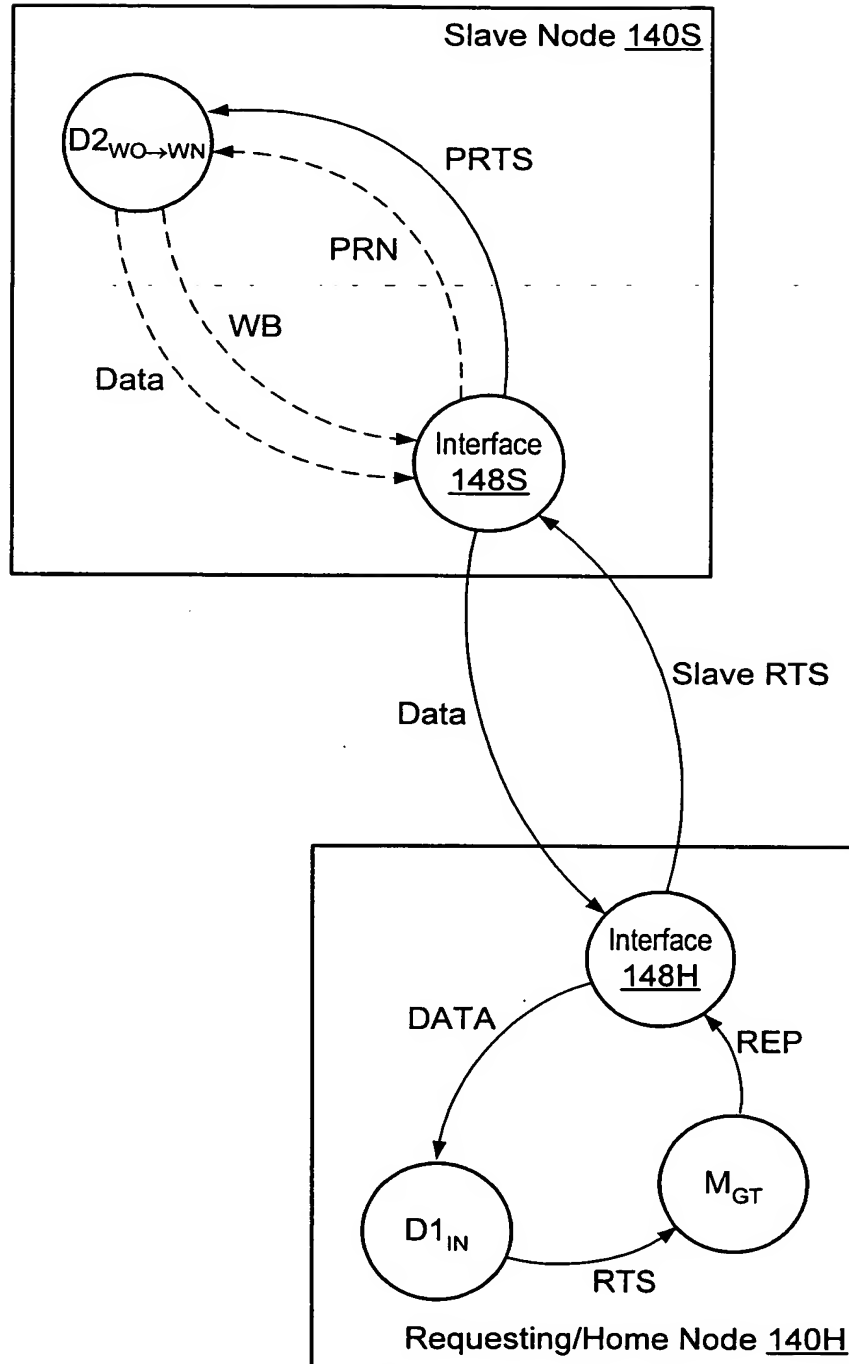 Slave Node 140S
D2WO→WN
PRTS
PRN
WB
Data
Interface
148S
Slave RTS
Data
Interface
148H
DATA
REP
MGT
D1IN
RTS
Requesting/Home Node 140H